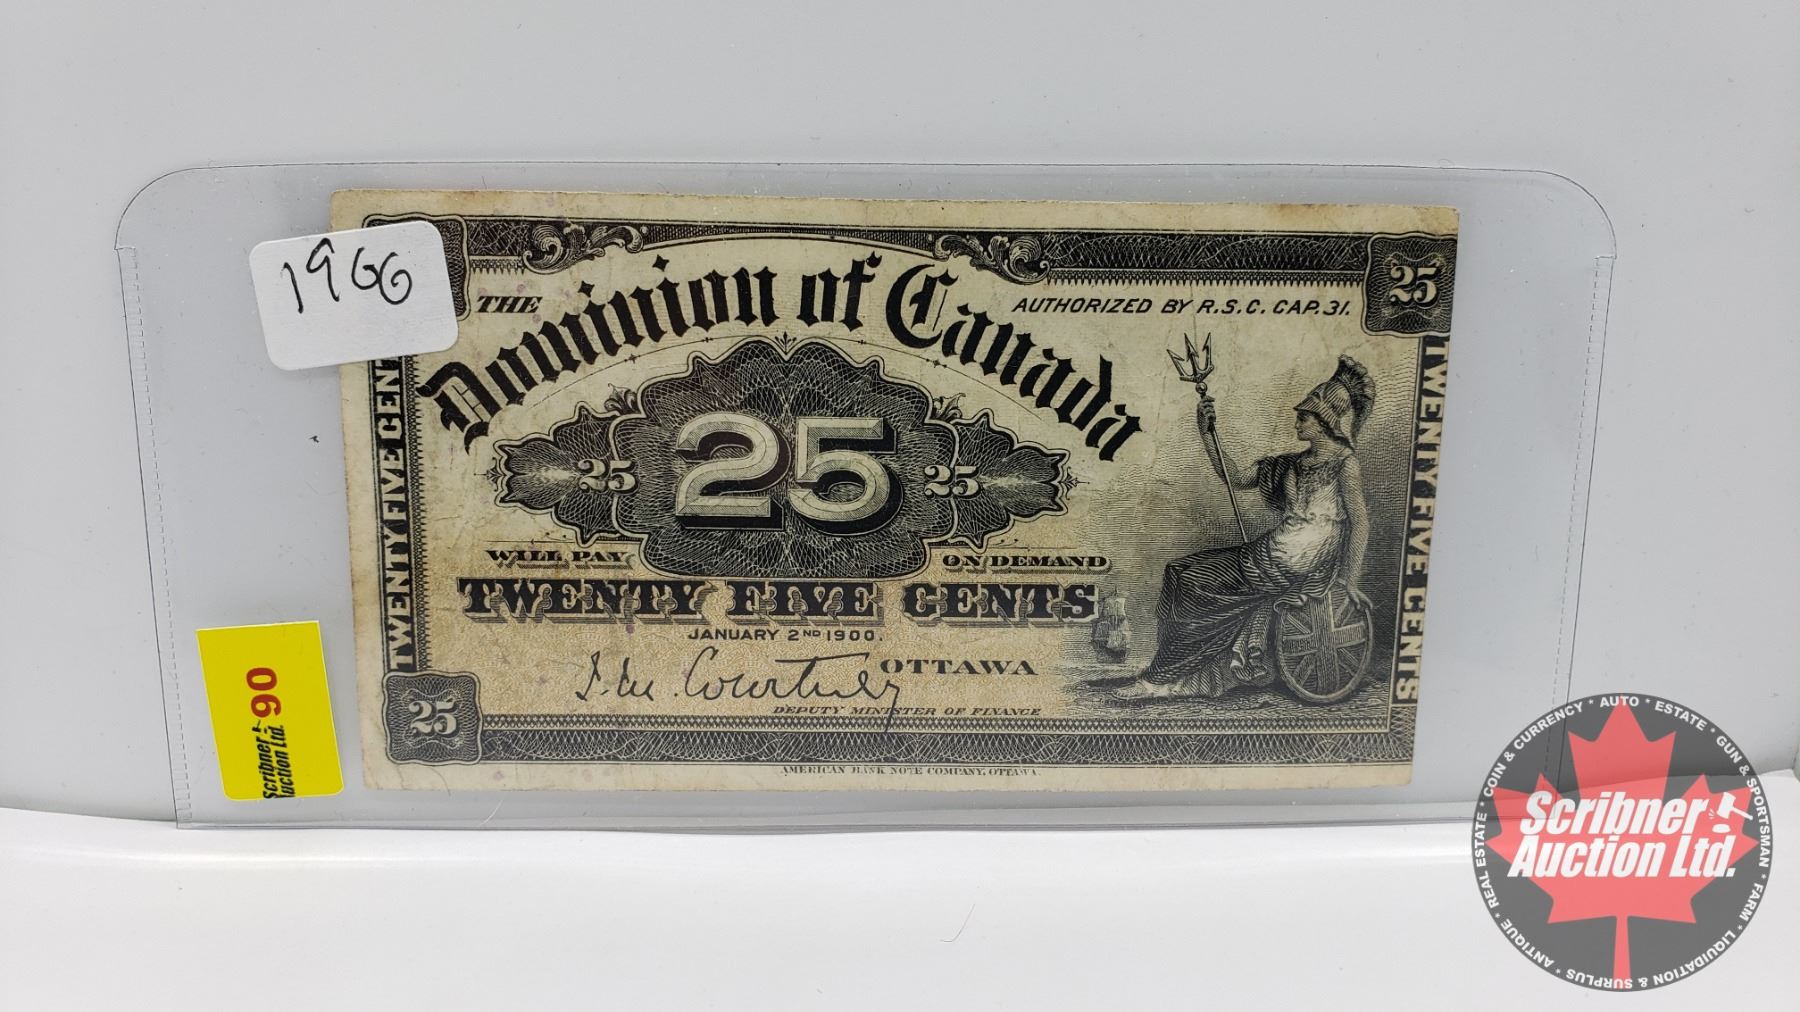 1900
THE
Dominion of Canada
AUTHORIZED BY R.S.C. CAP. 31.
25
TWENTY FIVE CENT
TWENTY FIVE CENTS
25
25
25
WILL PAY
ON DEMAND
TWENTY FIVE CENTS
JANUARY 2ND 1900.
J. M. Courtney
OTTAWA
DEPUTY MINISTER OF FINANCE
25
AMERICAN BANK NOTE COMPANY, OTTAWA.
Scribner
Auction Ltd.
90
Scribner
Auction Ltd.
COIN & CURRENCY * AUTO * ESTATE * GUN & SPORTSMAN * FARM * LIQUIDATION & SURPLUS * ANTIQUE * REAL ESTATE *